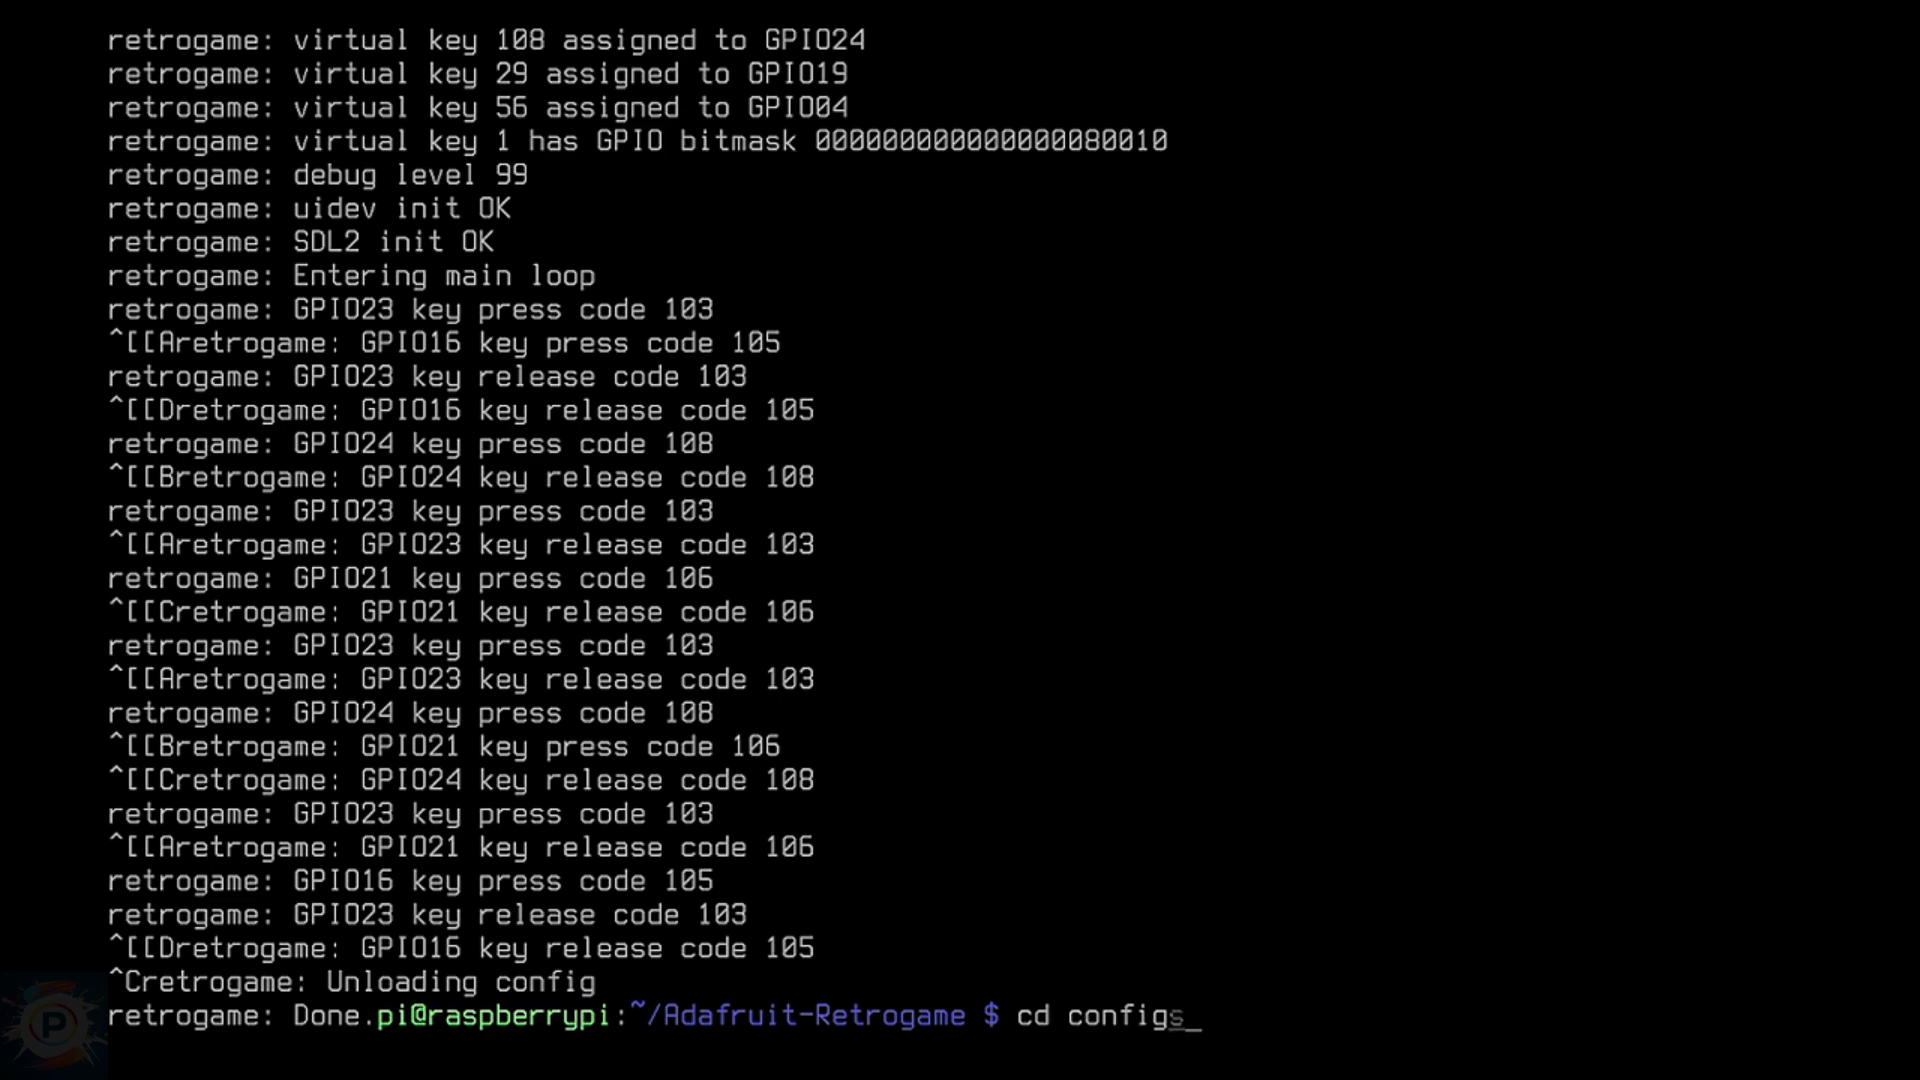 retrogame: virtual key 108 assigned to GPIO24
retrogame: virtual key 29 assigned to GPIO19
retrogame: virtual key 56 assigned to GPIO04
retrogame: virtual key 1 has GPIO bitmask 000000000000000080010
retrogame: debug level 99
retrogame: uidev init OK
retrogame: SDL2 init OK
retrogame: Entering main loop
retrogame: GPIO23 key press code 103
^[[Aretrogame: GPIO16 key press code 105
retrogame: GPIO23 key release code 103
^[[Dretrogame: GPIO16 key release code 105
retrogame: GPIO24 key press code 108
^[[Bretrogame: GPIO24 key release code 108
retrogame: GPIO23 key press code 103
^[[Aretrogame: GPIO23 key release code 103
retrogame: GPIO21 key press code 106
^[[Cretrogame: GPIO21 key release code 106
retrogame: GPIO23 key press code 103
^[[Aretrogame: GPIO23 key release code 103
retrogame: GPIO24 key press code 108
^[[Bretrogame: GPIO21 key press code 106
^[[Cretrogame: GPIO24 key release code 108
retrogame: GPIO23 key press code 103
^[[Aretrogame: GPIO21 key release code 106
retrogame: GPIO16 key press code 105
retrogame: GPIO23 key release code 103
^[[Dretrogame: GPIO16 key release code 105
^Cretrogame: Unloading config
retrogame: Done.pi@raspberrypi:~/Adafruit-Retrogame $ cd configs_
P